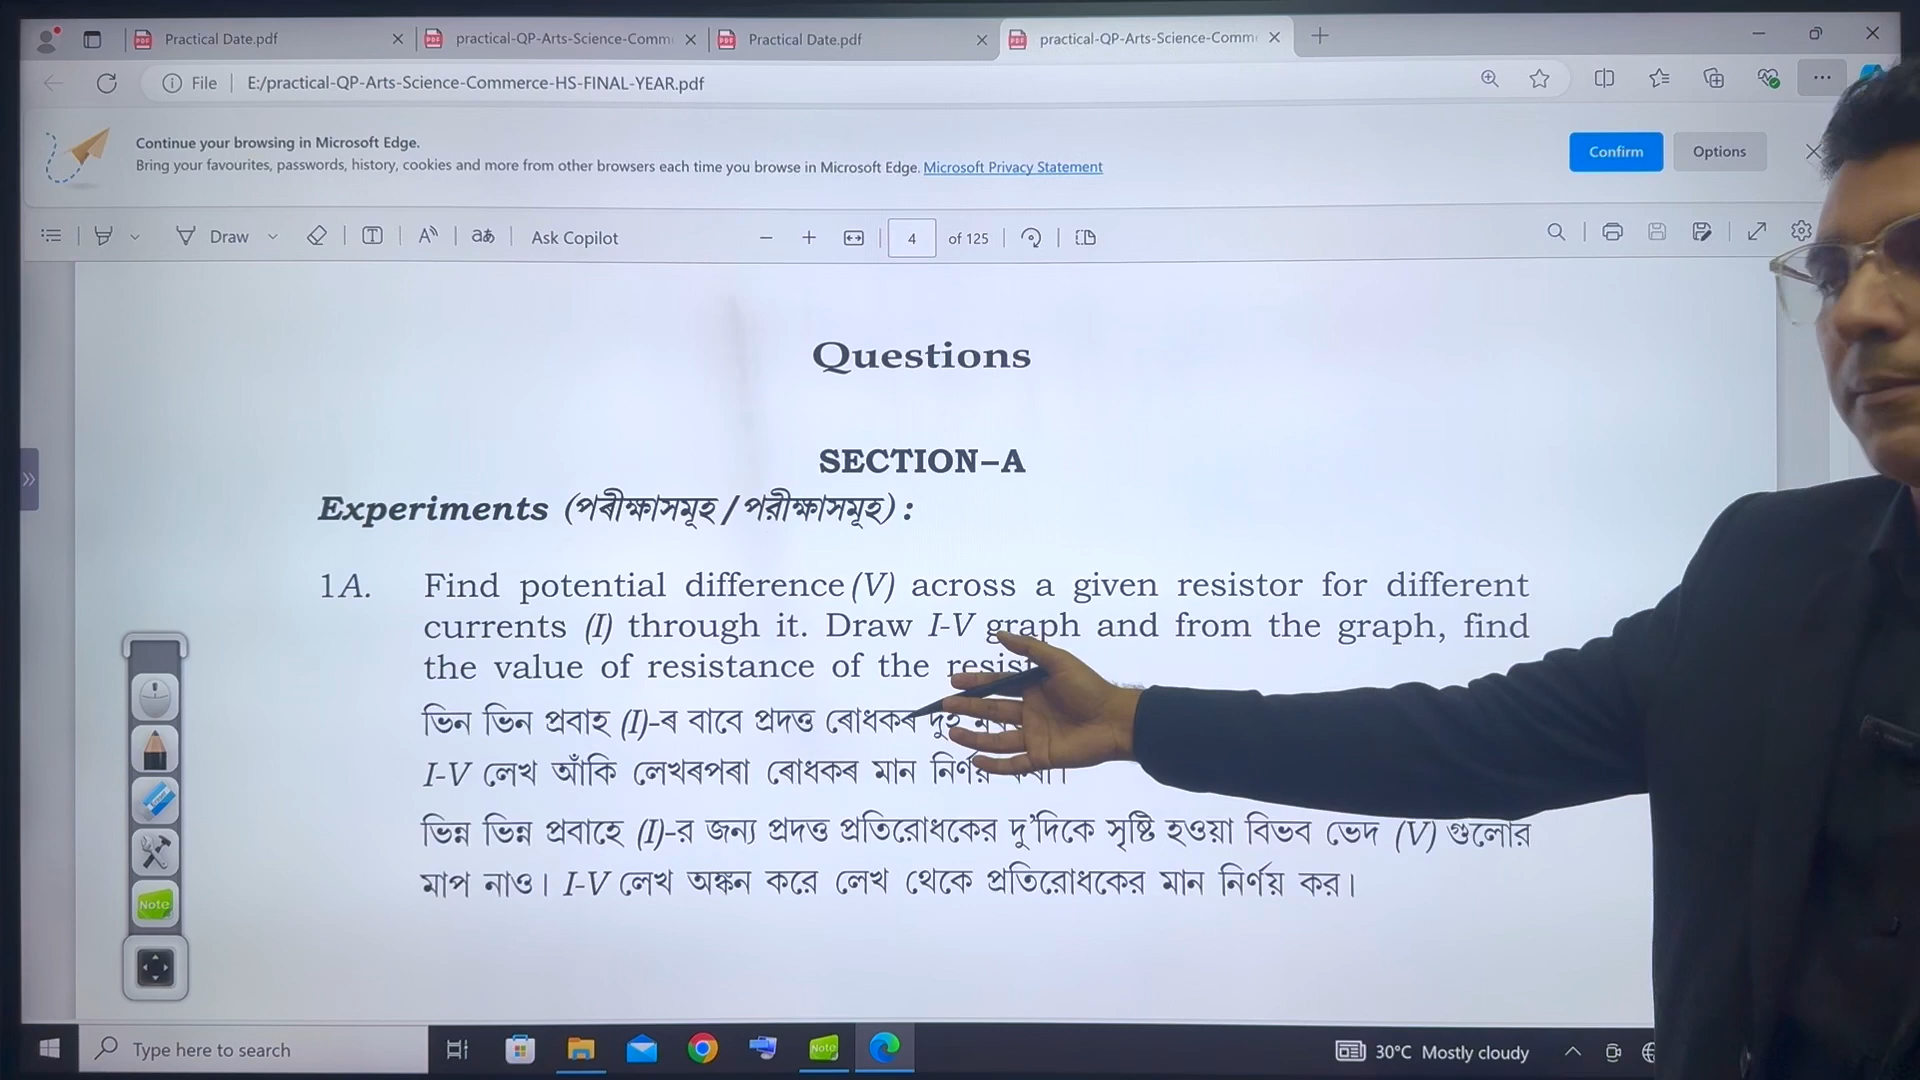 Practical Date.pdf
practical-QP-Arts-Science-Comm
Practical Date.pdf
practical-QP-Arts-Science-Comm
File
E:/practical-QP-Arts-Science-Commerce-HS-FINAL-YEAR.pdf
Continue your browsing in Microsoft Edge.
Bring your favourites, passwords, history, cookies and more from other browsers each time you browse in Microsoft Edge. Microsoft Privacy Statement
Confirm
Options
Draw
Ask Copilot
4 of 125
Questions
SECTION–A
Experiments (পৰীক্ষাসমূহ / পরীক্ষাসমূহ) :
1A. Find potential difference (V) across a given resistor for different
currents (I) through it. Draw I-V graph and from the graph, find
the value of resistance of the
ভিন ভিন প্ৰবাহ (I)-ৰ বাবে প্ৰদত্ত ৰোধকৰ দুই
I-V লেখ আঁকি লেখৰপৰা ৰোধকৰ মান নিৰ্ণয়
ভিন্ন ভিন্ন প্রবাহে (I)-র জন্য প্রদত্ত প্রতিরোধকের দু’দিকে সৃষ্টি হওয়া বিভব ভেদ (V) গুলোর
মাপ নাও। I-V লেখ অঙ্কন করে লেখ থেকে প্রতিরোধকের মান নির্ণয় কর।
Note
Type here to search
Note
30°C Mostly cloudy